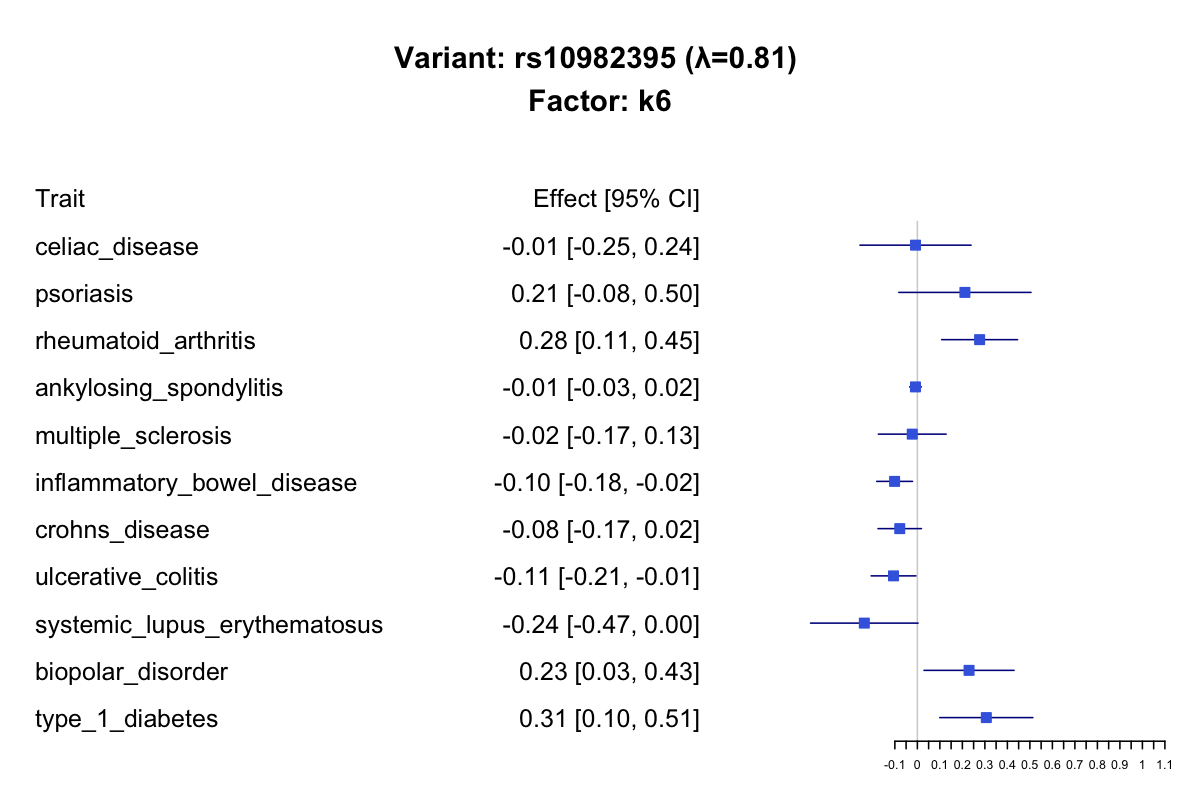 Variant: rs10982395 (λ=0.81)
Factor: k6
Trait Effect [95% CI]
celiac_disease -0.01 [-0.25, 0.24]
psoriasis 0.21 [-0.08, 0.50]
rheumatoid_arthritis 0.28 [0.11, 0.45]
ankylosing_spondylitis -0.01 [-0.03, 0.02]
multiple_sclerosis -0.02 [-0.17, 0.13]
inflammatory_bowel_disease -0.10 [-0.18, -0.02]
crohns_disease -0.08 [-0.17, 0.02]
ulcerative_colitis -0.11 [-0.21, -0.01]
systemic_lupus_erythematosus -0.24 [-0.47, 0.00]
biopolar_disorder 0.23 [0.03, 0.43]
type_1_diabetes 0.31 [0.10, 0.51]
-0.1 0 0.1 0.2 0.3 0.4 0.5 0.6 0.7 0.8 0.9 1 1.1